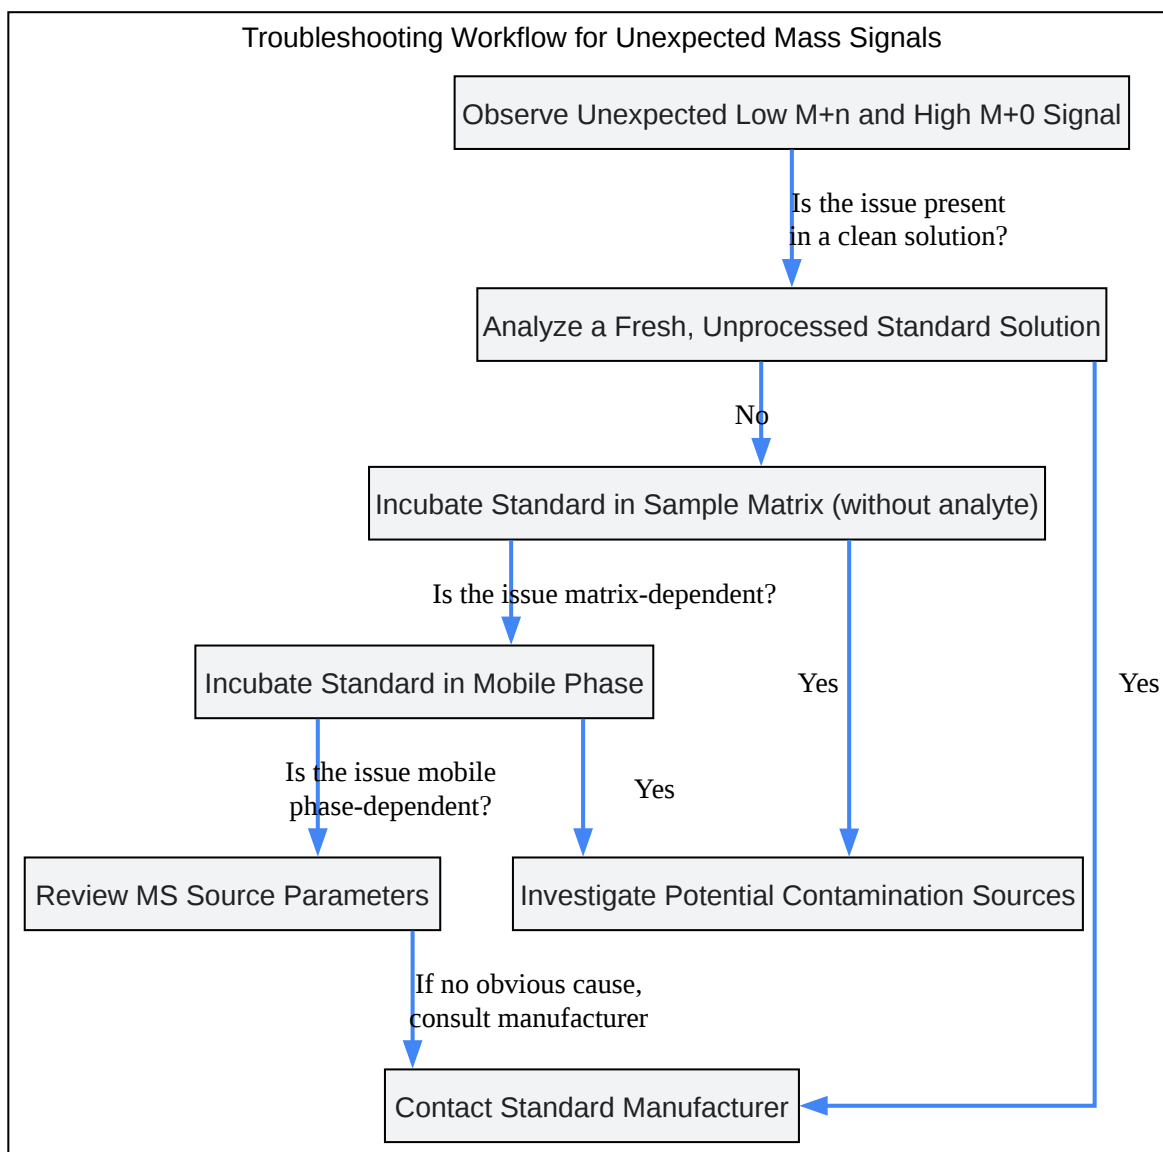 Troubleshooting Workflow for Unexpected Mass Signals
Observe Unexpected Low M+n and High M+0 Signal
Is the issue present
in a clean solution?
Analyze a Fresh, Unprocessed Standard Solution
No
Incubate Standard in Sample Matrix (without analyte)
Is the issue matrix-dependent?
Incubate Standard in Mobile Phase
Yes
Yes
Is the issue mobile
phase-dependent?
Yes
Review MS Source Parameters
Investigate Potential Contamination Sources
If no obvious cause,
consult manufacturer
Contact Standard Manufacturer